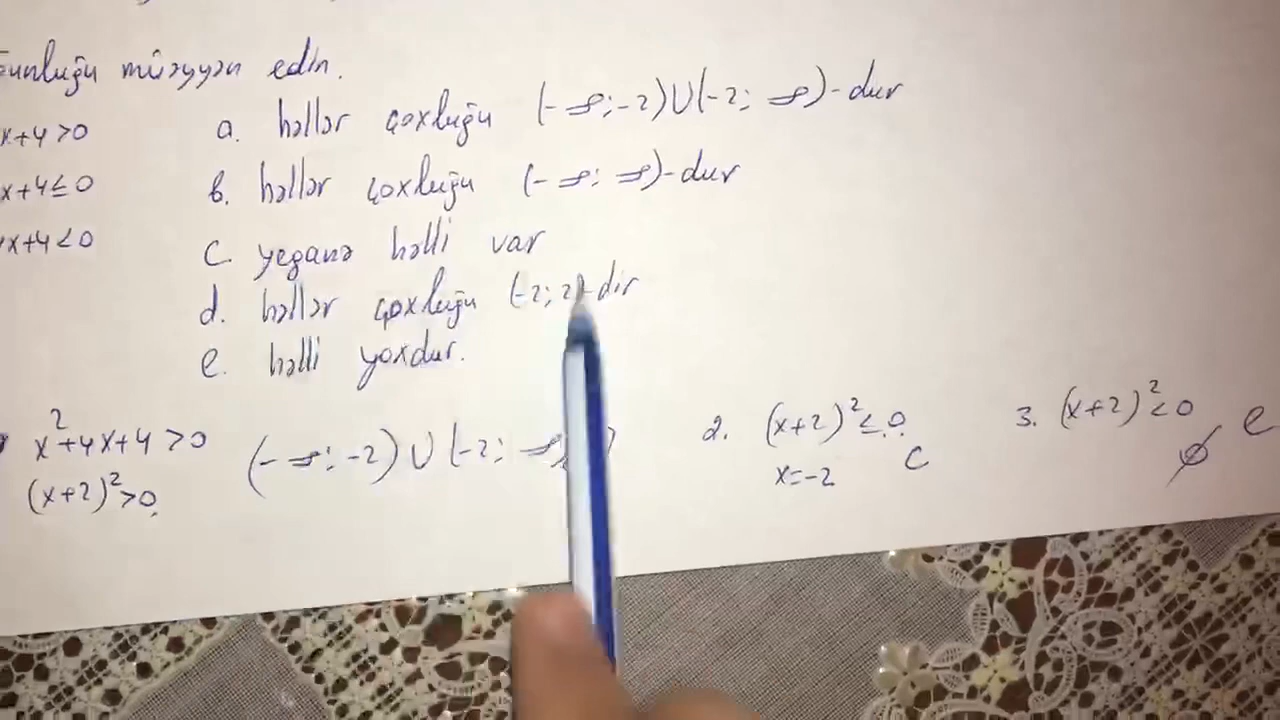 müəyyən edin.
x+4>0 a. həllər çoxluğu (-∞;-2)∪(-2; ∞)-dur
x+4≤0 b. həllər çoxluğu (-∞; ∞)-dur
x+4<0 c. yeganə həlli var
d. həllər çoxluğu (-2; 2)-dir
e. həlli yoxdur.
x²+4x+4>0 (-∞; -2) ∪ (-2; ∞ 2. (x+2)²≤0 c 3. (x+2)²<0 e
(x+2)²>0 x=-2 ∅